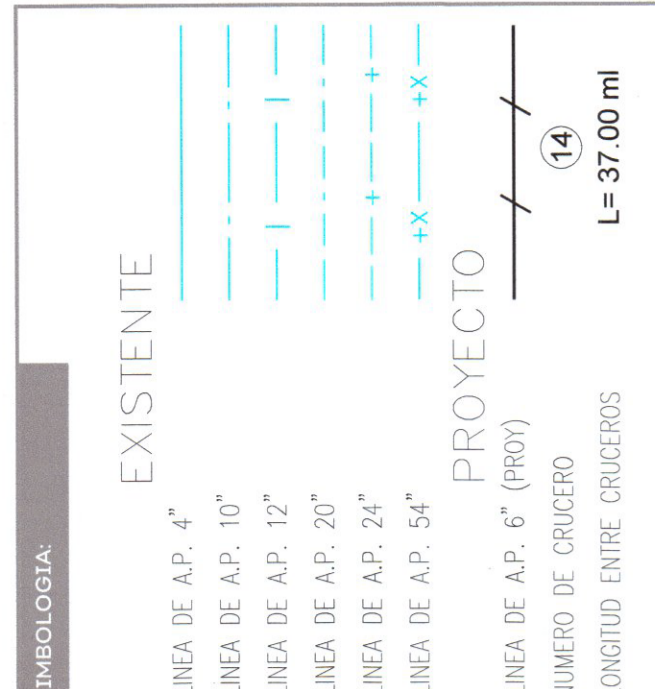 IMBOLOGIA:
EXISTENTE
LINEA DE A.P. 4"
LINEA DE A.P. 10"
LINEA DE A.P. 12"
LINEA DE A.P. 20"
LINEA DE A.P. 24"
LINEA DE A.P. 54"
PROYECTO
LINEA DE A.P. 6" (PROY)
NUMERO DE CRUCERO 14
LONGITUD ENTRE CRUCEROS L= 37.00 ml